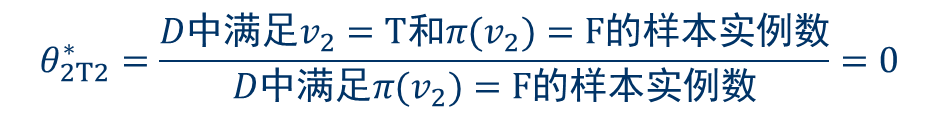 θ*₂T₂ = D中满足v₂ = T和π(v₂) = F的样本实例数 / D中满足π(v₂) = F的样本实例数 = 0